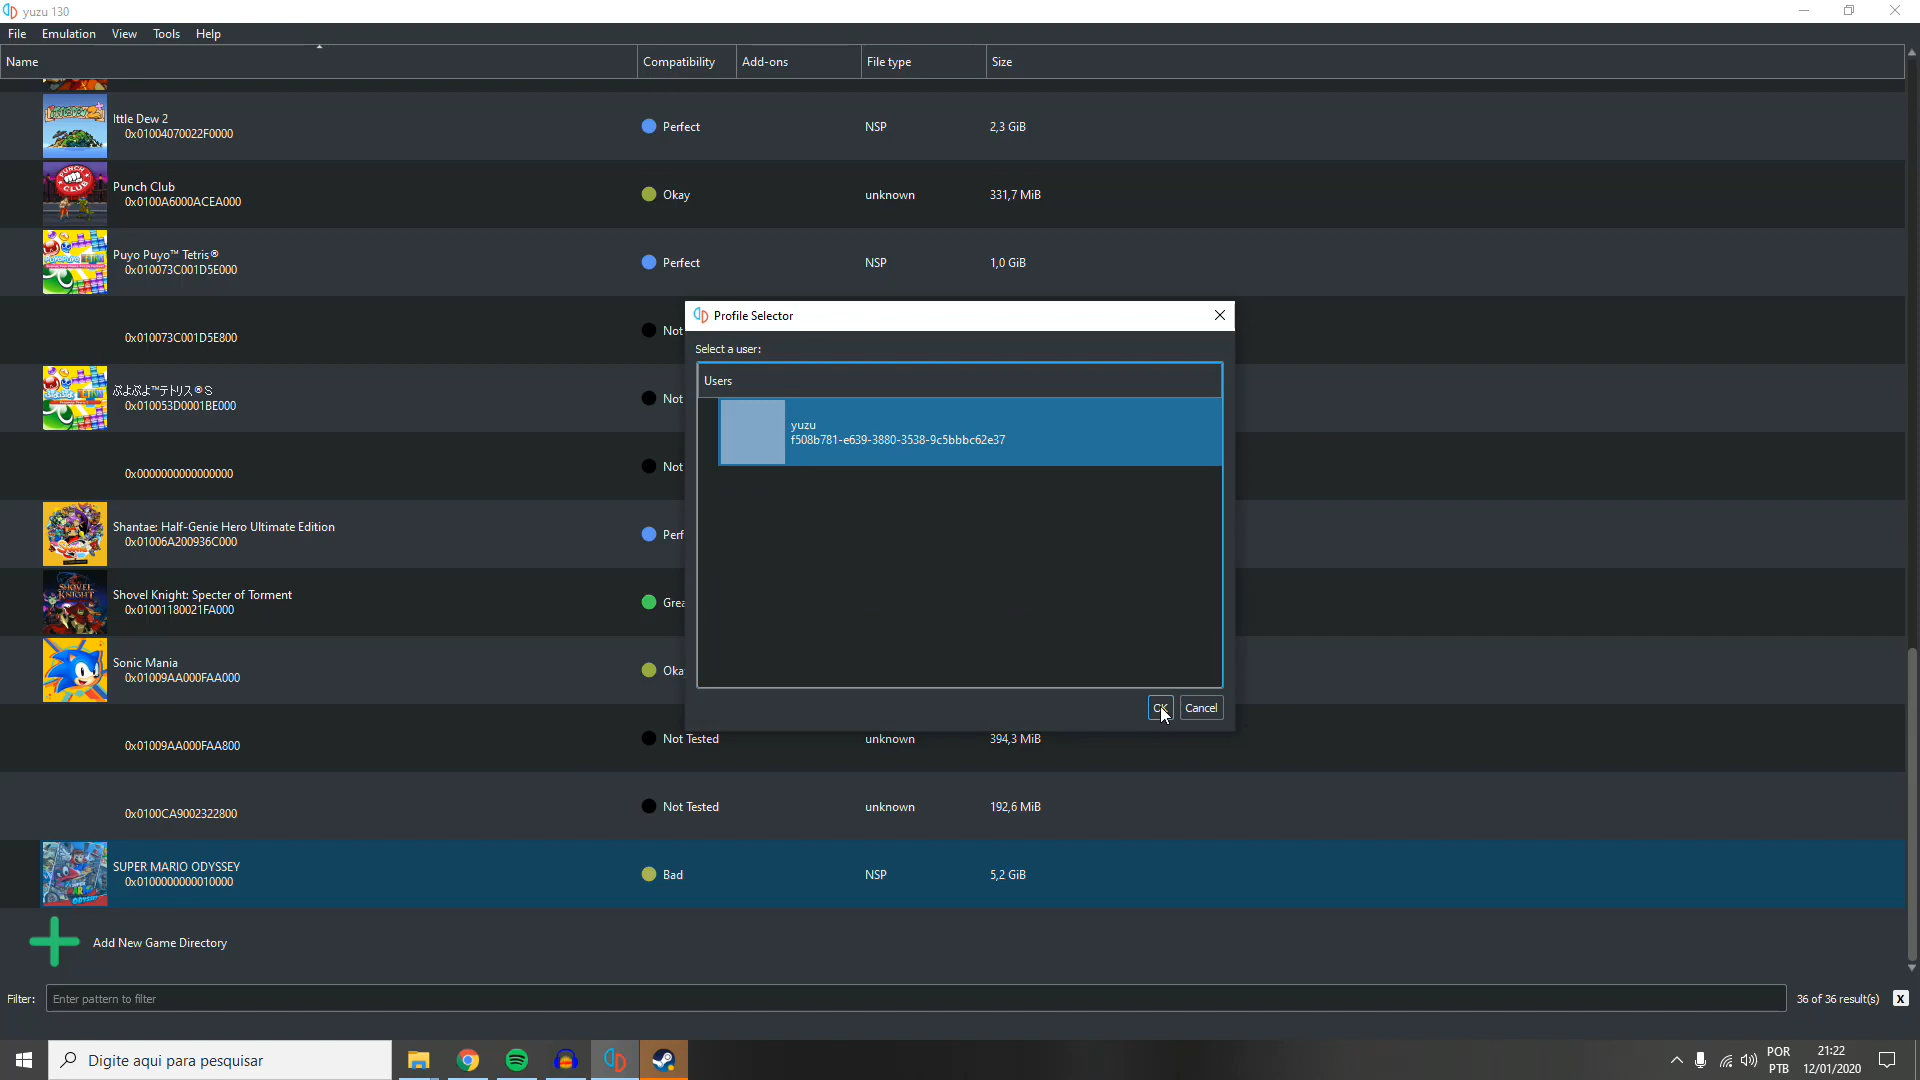 yuzu 130
File Emulation View Tools Help
Name Compatibility Add-ons File type Size
Ittle Dew 2
0x01004070022F0000 Perfect NSP 2,3 GiB
Punch Club
0x0100A6000ACEA000 Okay unknown 331,7 MiB
Puyo Puyo™ Tetris®
0x010073C001D5E000 Perfect NSP 1,0 GiB
0x010073C001D5E800 Not
ぷよぷよ™テトリス®S
0x010053D0001BE000 Not
0x0000000000000000 Not
Shantae: Half-Genie Hero Ultimate Edition
0x01006A200936C000 Perf
Shovel Knight: Specter of Torment
0x01001180021FA000 Grea
Sonic Mania
0x01009AA000FAA000 Oka
0x01009AA000FAA800 Not Tested unknown 394,3 MiB
0x0100CA9002322800 Not Tested unknown 192,6 MiB
SUPER MARIO ODYSSEY
0x0100000000010000 Bad NSP 5,2 GiB
Add New Game Directory
Filter: Enter pattern to filter 36 of 36 result(s) X
Profile Selector
Select a user:
Users
yuzu
f508b781-e639-3880-3538-9c5bbbc62e37
OK Cancel
Digite aqui para pesquisar
POR
PTB
21:22
12/01/2020